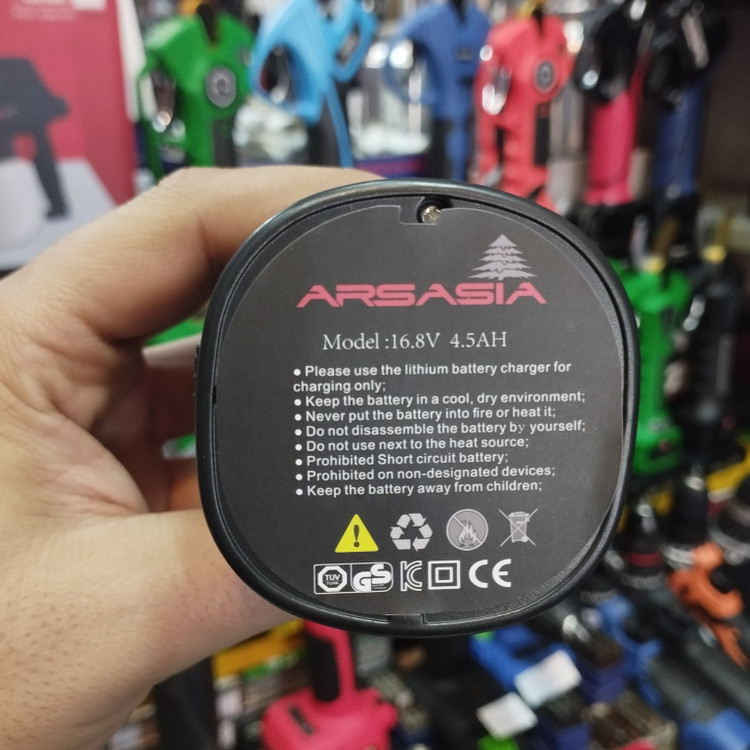 ARSASIA
Model :16.8V 4.5AH
● Please use the lithium battery charger for
charging only;
● Keep the battery in a cool, dry environment;
● Never put the battery into fire or heat it;
● Do not disassemble the battery by yourself;
● Do not use next to the heat source;
● Prohibited Short circuit battery;
● Prohibited on non-designated devices;
● Keep the battery away from children;
TÜV GS CE